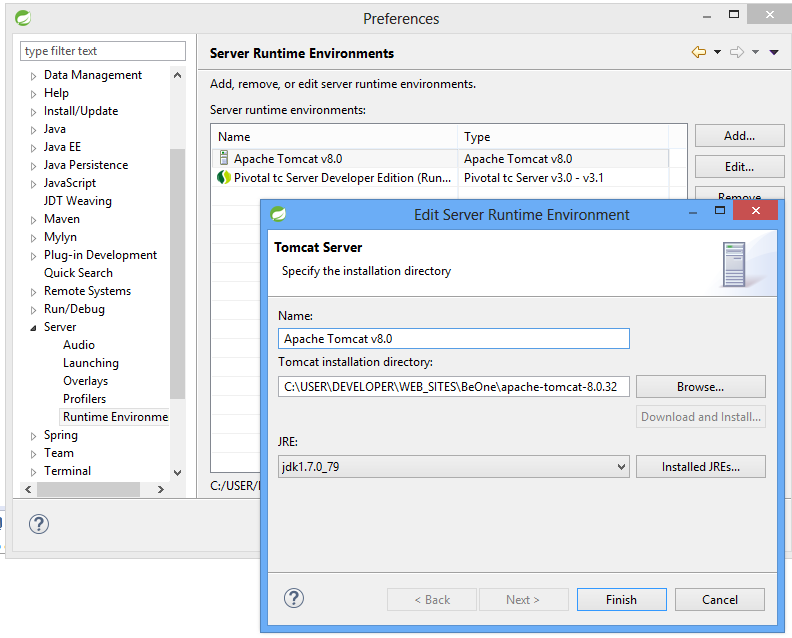 Preferences
type filter text
Data Management
Help
Install/Update
Java
Java EE
Java Persistence
JavaScript
JDT Weaving
Maven
Mylyn
Plug-in Development
Quick Search
Remote Systems
Run/Debug
Server
Audio
Launching
Overlays
Profilers
Runtime Environme
Spring
Team
Terminal
Server Runtime Environments
Add, remove, or edit server runtime environments.
Server runtime environments:
Name Type
Apache Tomcat v8.0 Apache Tomcat v8.0
Pivotal tc Server Developer Edition (Run... Pivotal tc Server v3.0 - v3.1
Add...
Edit...
Remove
C:/USER/
Edit Server Runtime Environment
Tomcat Server
Specify the installation directory
Name:
Apache Tomcat v8.0
Tomcat installation directory:
C:\USER\DEVELOPER\WEB_SITES\BeOne\apache-tomcat-8.0.32
Browse...
Download and Install...
JRE:
jdk1.7.0_79
Installed JREs...
?
?
< Back
Next >
Finish
Cancel